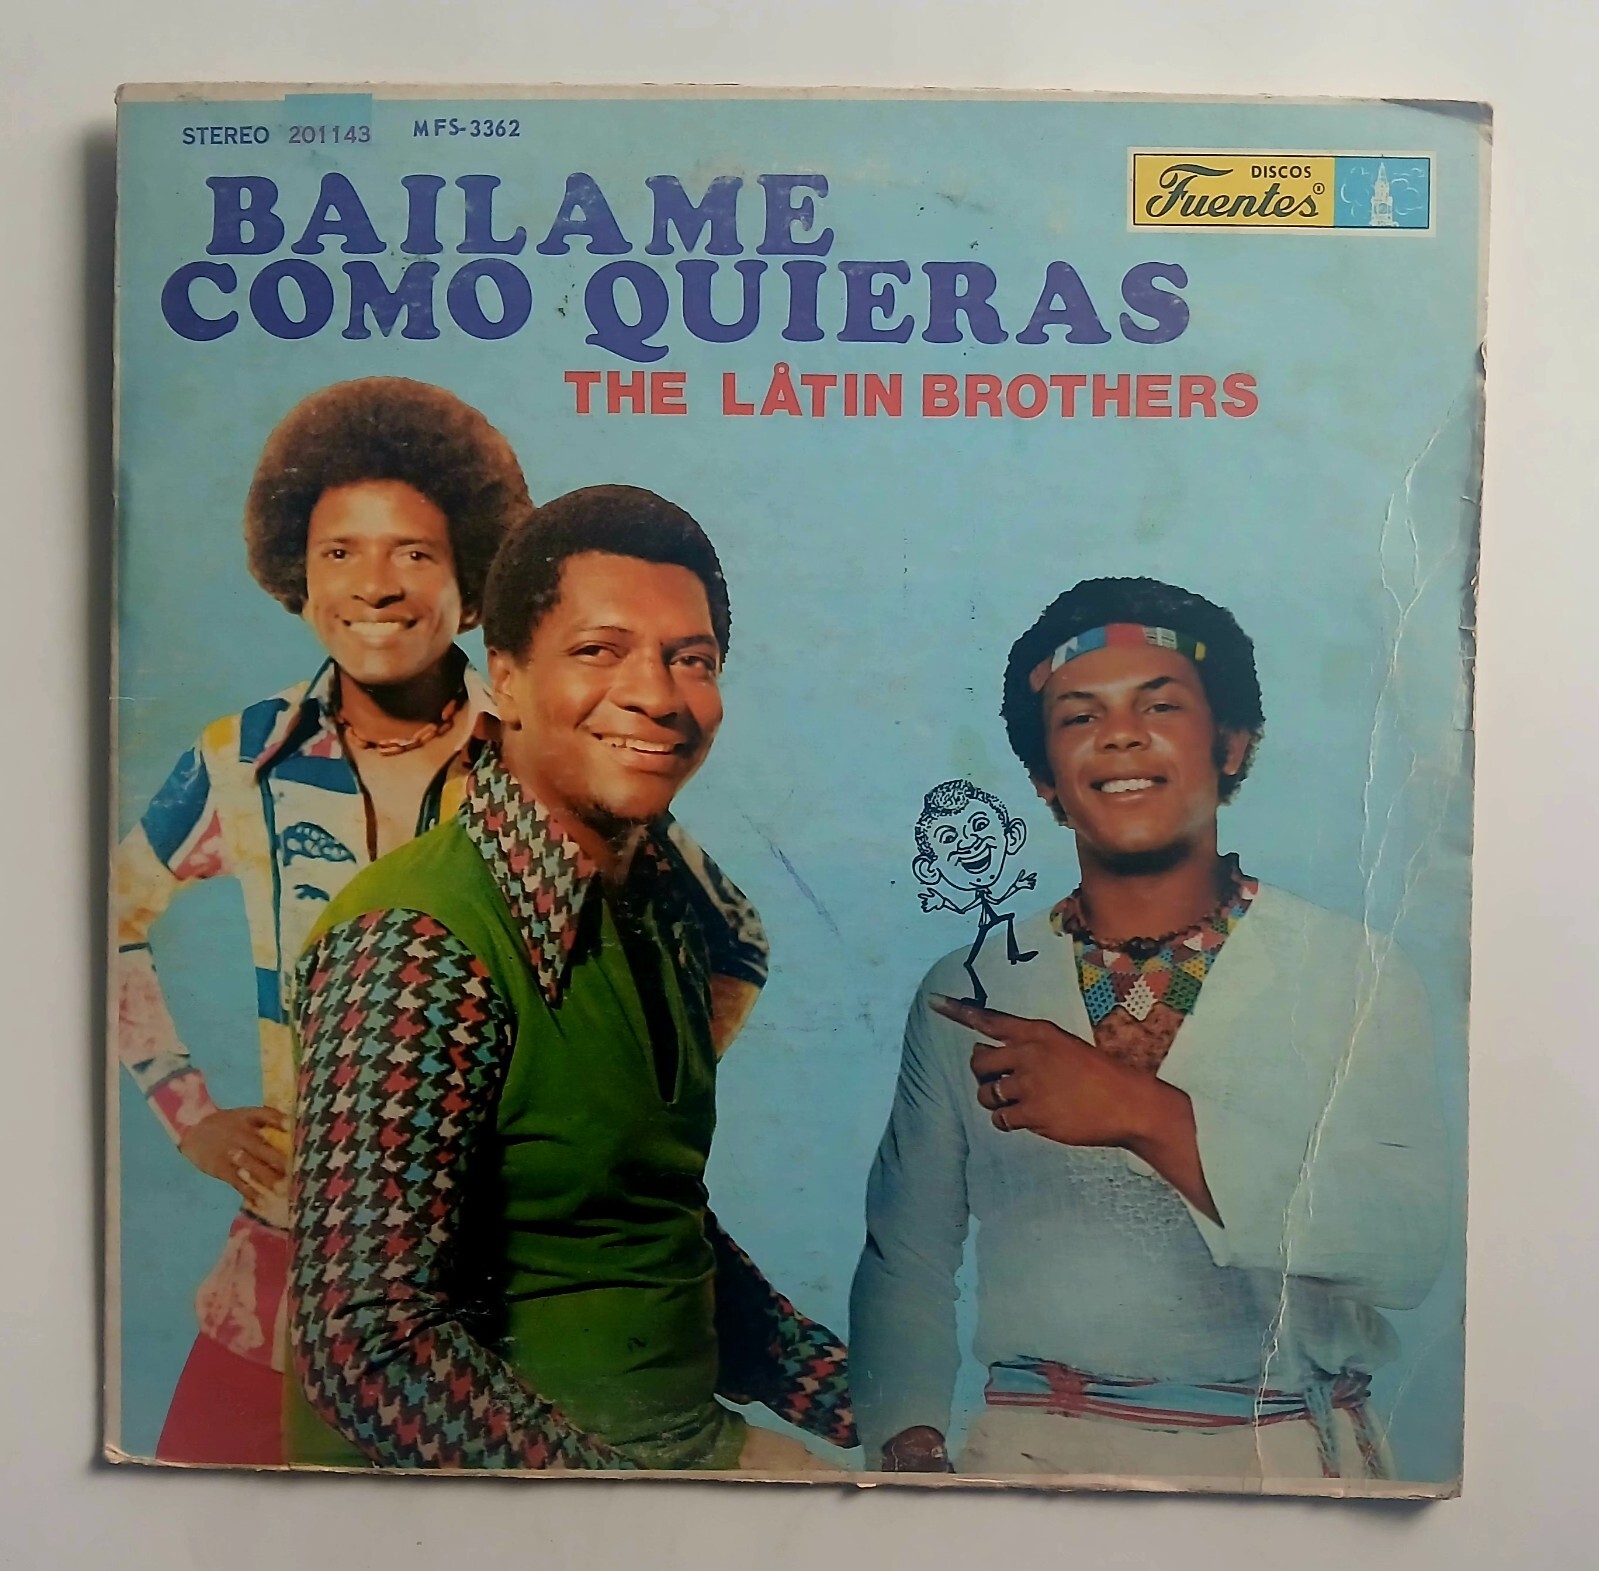 STEREO 201143 MFS-3362
DISCOS
Fuentes®
BAILAME
COMO QUIERAS
THE LÅTIN BROTHERS